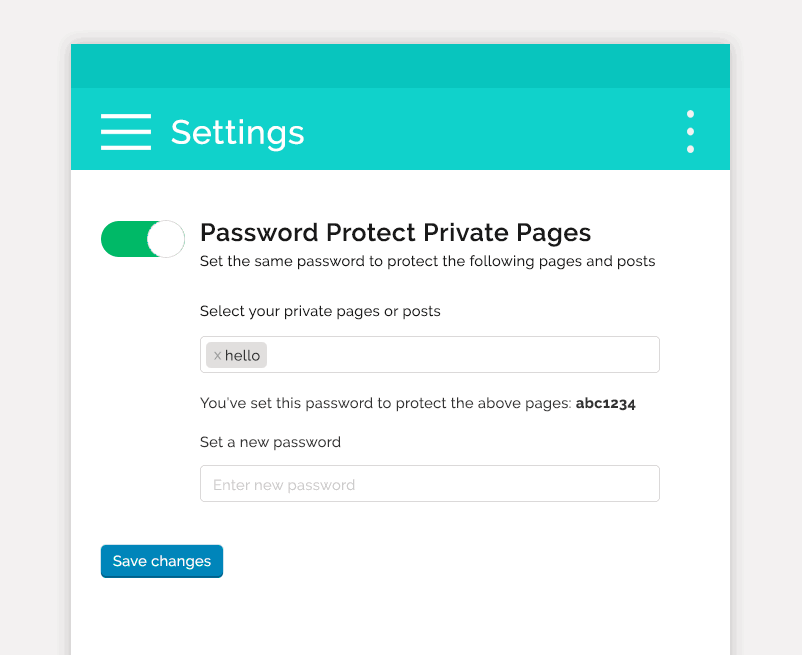 Settings
Password Protect Private Pages
Set the same password to protect the following pages and posts
Select your private pages or posts
x hello
You've set this password to protect the above pages: abc1234
Set a new password
Enter new password
Save changes